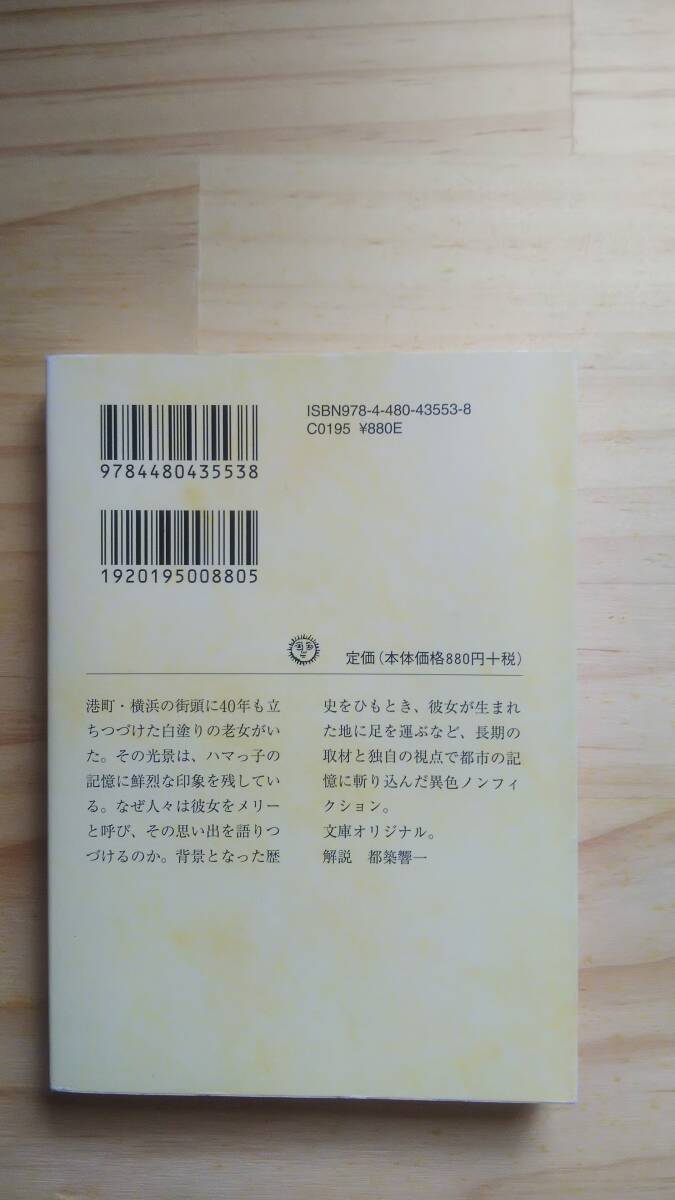 ISBN978-4-480-43553-8
C0195 ¥880E
9784480435538
1920195008805
定価(本体価格880円+税)
港町・横浜の街頭に40年も立
ちつづけた白塗りの老女がい
た。その光景は、ハマっ子の
記憶に鮮烈な印象を残してい
る。なぜ人々は彼女をメリー
と呼び、その思い出を語りつ
づけるのか。背景となった歴
史をひもとき、彼女が生まれ
た地に足を運ぶなど、長期の
取材と独自の視点で都市の記
憶に斬り込んだ異色ノンフィ
クション。
文庫オリジナル。
解説　都築響一